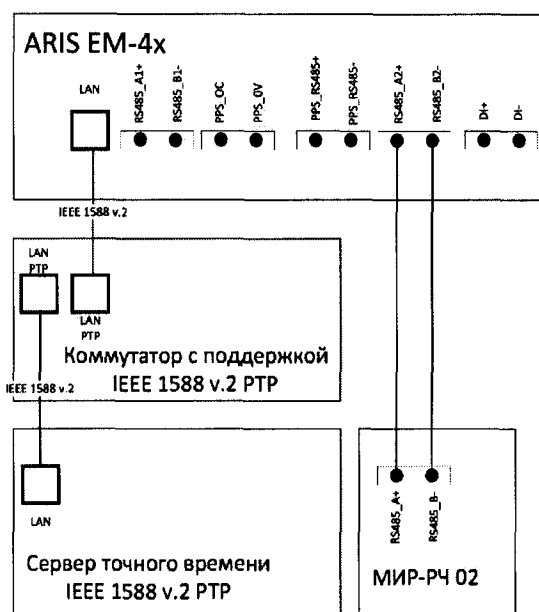 ARIS EM-4x
LAN
RS485_A1+
RS485_B1-
PPS_OC
PPS_0V
PPS_RS485+
PPS_RS485-
RS485_A2+
RS485_B2-
DI+
DI-
IEEE 1588 v.2
LAN
PTP
LAN
PTP
Коммутатор с поддержкой
IEEE 1588 v.2 PTP
IEEE 1588 v.2
LAN
Сервер точного времени
IEEE 1588 v.2 PTP
RS485_A+
RS485_B-
МИР-РЧ 02